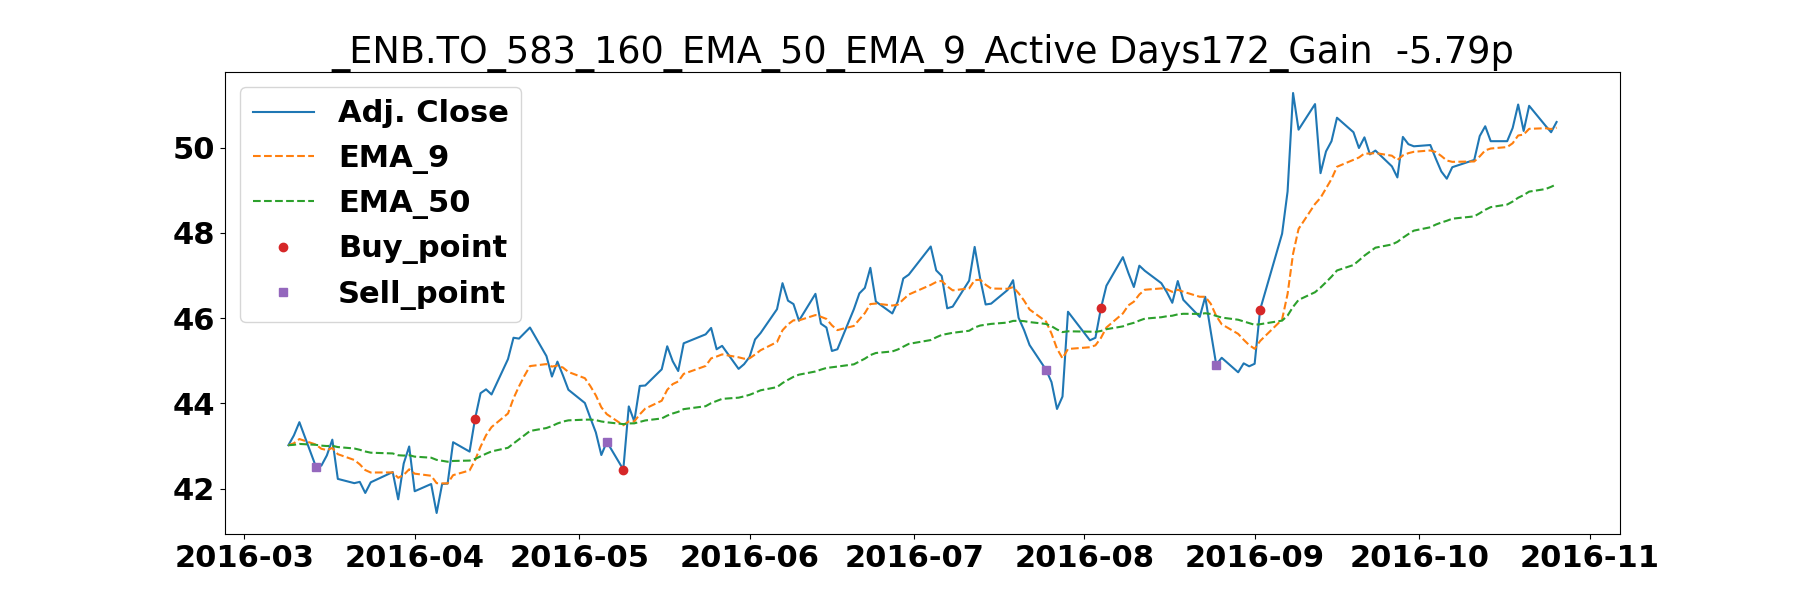 _ENB.TO_583_160_EMA_50_EMA_9_Active Days172_Gain  -5.79p
Adj. Close
EMA_9
EMA_50
Buy_point
Sell_point
50
48
46
44
42
2016-03 2016-04 2016-05 2016-06 2016-07 2016-08 2016-09 2016-10 2016-11